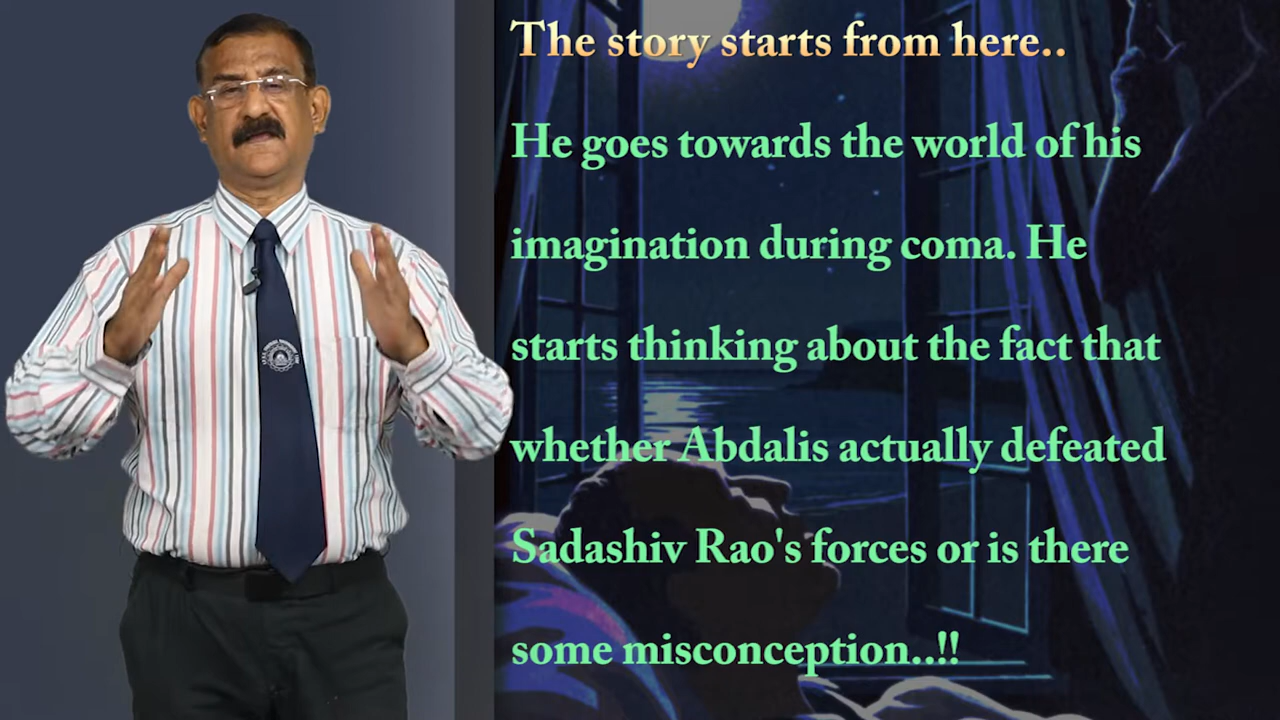 The story starts from here..
He goes towards the world of his
imagination during coma. He
starts thinking about the fact that
whether Abdalis actually defeated
Sadashiv Rao's forces or is there
some misconception..!!